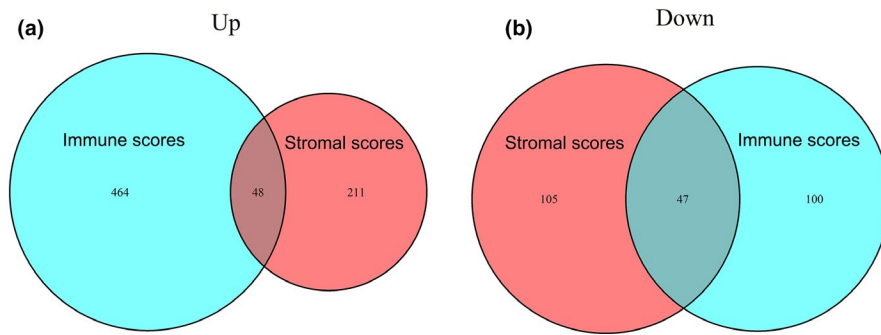 (a)
Up
Immune scores
Stromal scores
464
48
211
(b)
Down
Stromal scores
Immune scores
105
47
100